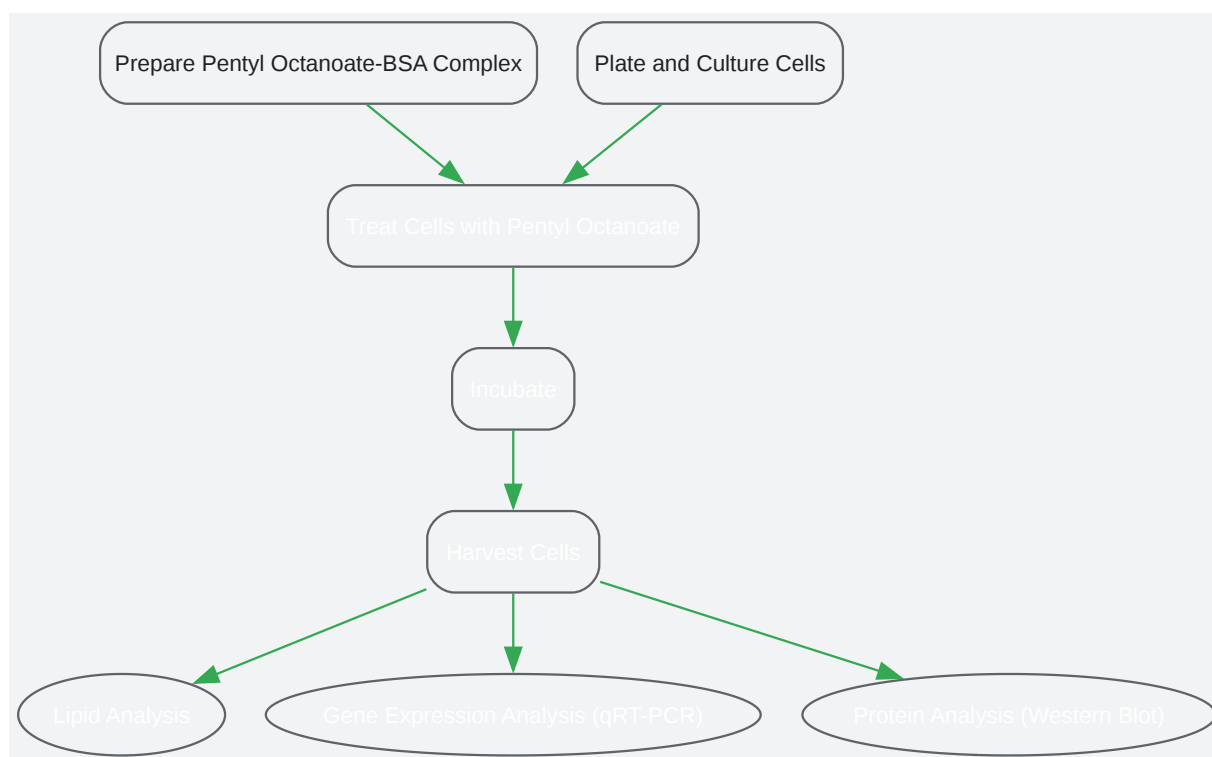 Prepare Pentyl Octanoate-BSA Complex
Plate and Culture Cells
Treat Cells with Pentyl Octanoate
Incubate
Harvest Cells
Lipid Analysis
Gene Expression Analysis (qRT-PCR)
Protein Analysis (Western Blot)